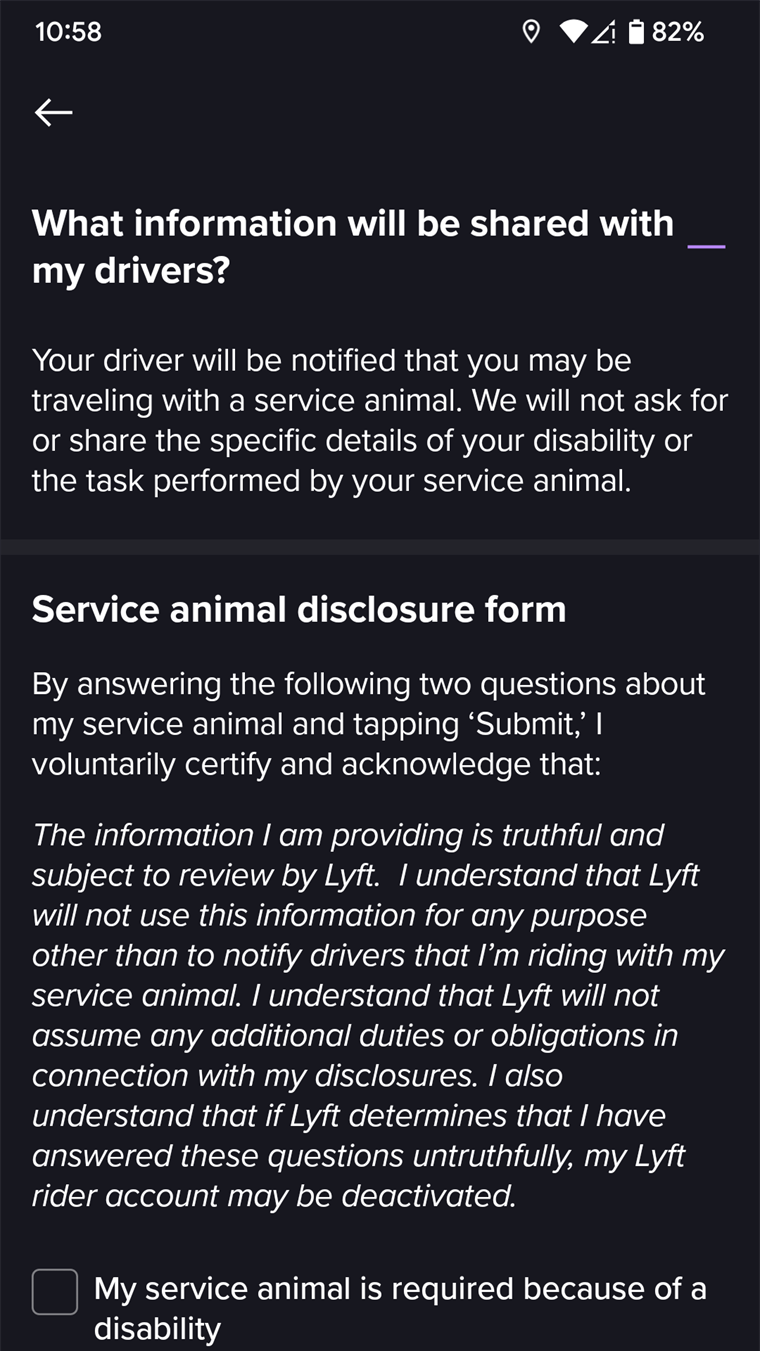 10:58
82%
What information will be shared with
my drivers?
Your driver will be notified that you may be
traveling with a service animal. We will not ask for
or share the specific details of your disability or
the task performed by your service animal.
Service animal disclosure form
By answering the following two questions about
my service animal and tapping ‘Submit,’ I
voluntarily certify and acknowledge that:
The information I am providing is truthful and
subject to review by Lyft.  I understand that Lyft
will not use this information for any purpose
other than to notify drivers that I’m riding with my
service animal. I understand that Lyft will not
assume any additional duties or obligations in
connection with my disclosures. I also
understand that if Lyft determines that I have
answered these questions untruthfully, my Lyft
rider account may be deactivated.
My service animal is required because of a
disability